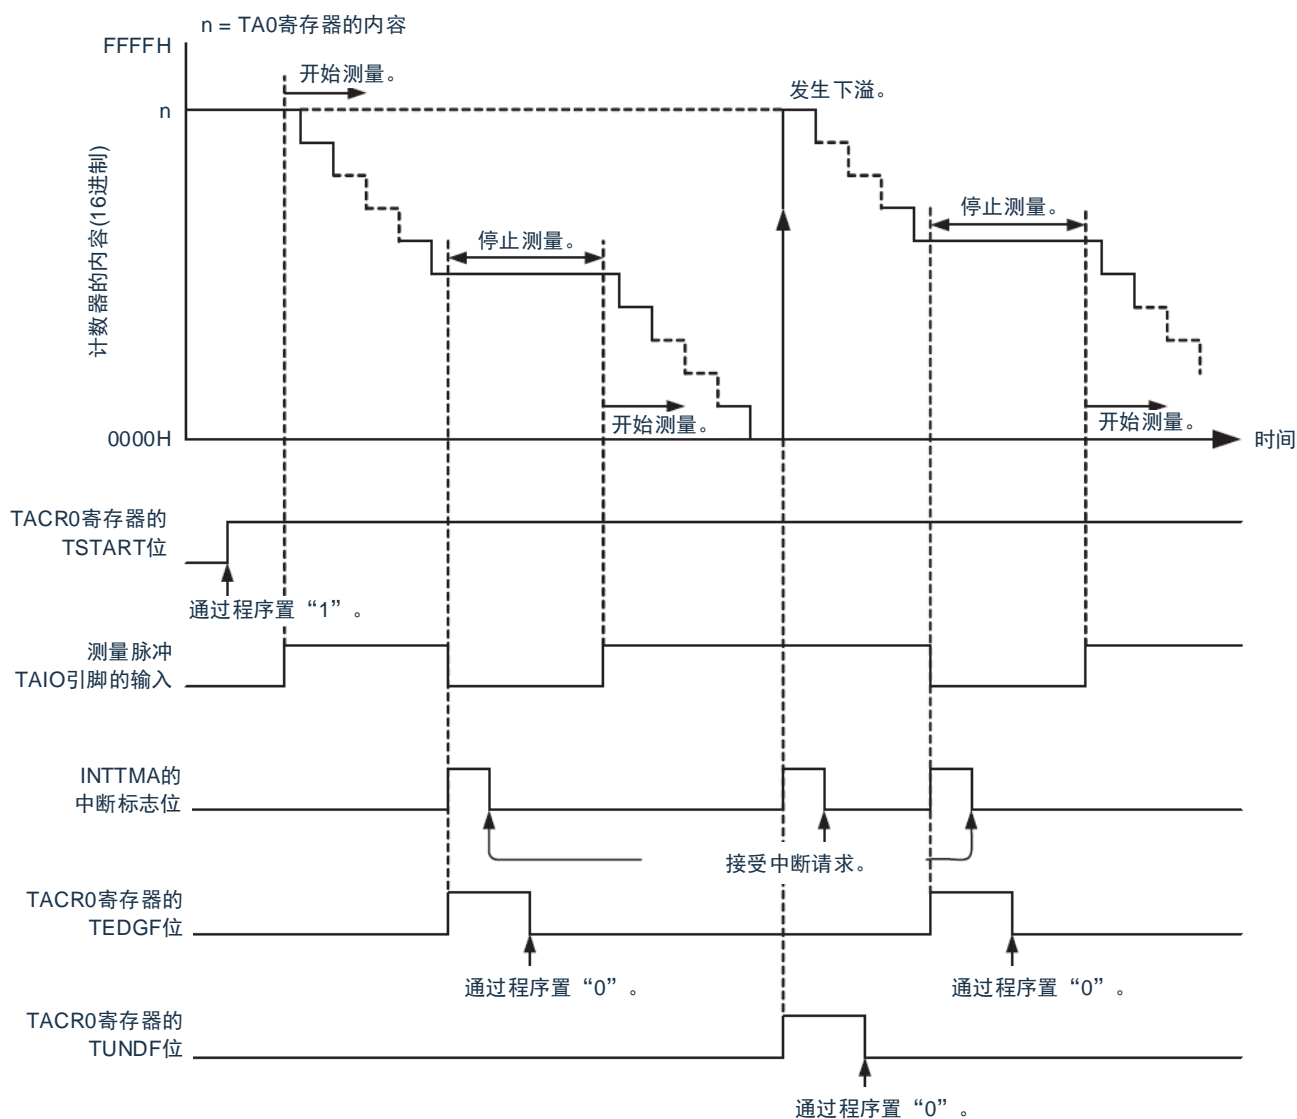 n = TA0寄存器的内容
FFFFH
开始测量。
发生下溢。
n
计数器的内容(16进制)
停止测量。
停止测量。
开始测量。
开始测量。
0000H
时间
TACR0寄存器的
TSTART位
通过程序置“1”。
测量脉冲
TAIO引脚的输入
INTTMA的
中断标志位
接受中断请求。
TACR0寄存器的
TEDGF位
通过程序置“0”。
通过程序置“0”。
TACR0寄存器的
TUNDF位
通过程序置“0”。